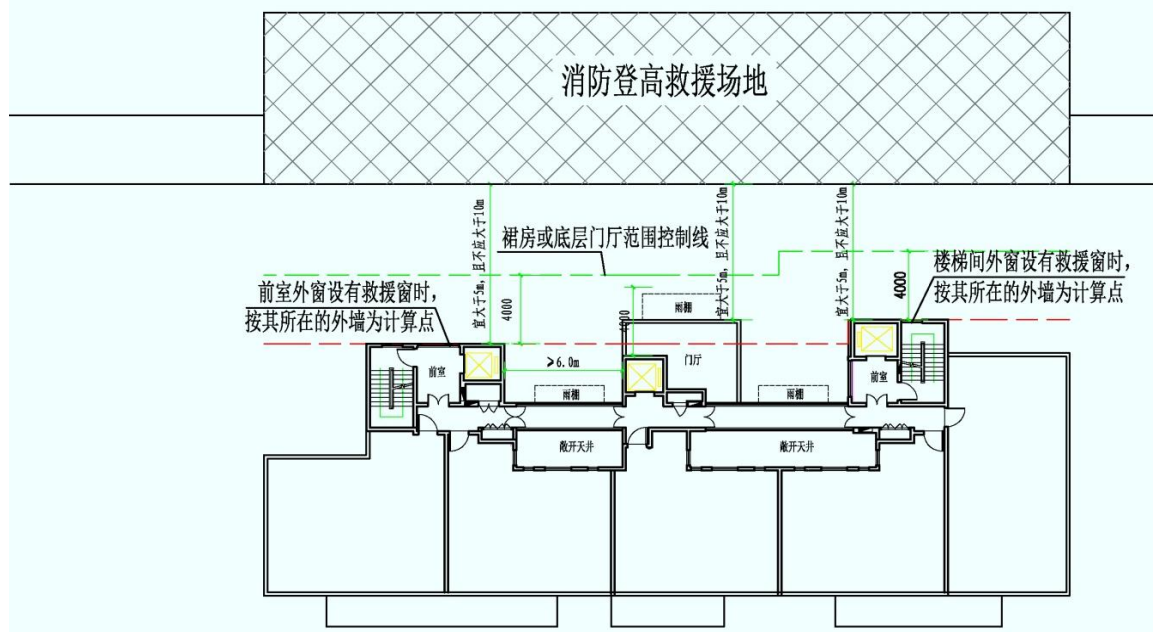 消防登高救援场地
宜大于5m，且不应大于10m
宜大于5m，且不应大于10m
宜大于5m，且不应大于10m
裙房或底层门厅范围控制线
楼梯间外窗设有救援窗时，
按其所在的外墙为计算点
4000
前室外窗设有救援窗时，
按其所在的外墙为计算点
4000
雨棚
门厅
≥6.0m
前室
前室
雨棚
雨棚
敞开天井
敞开天井